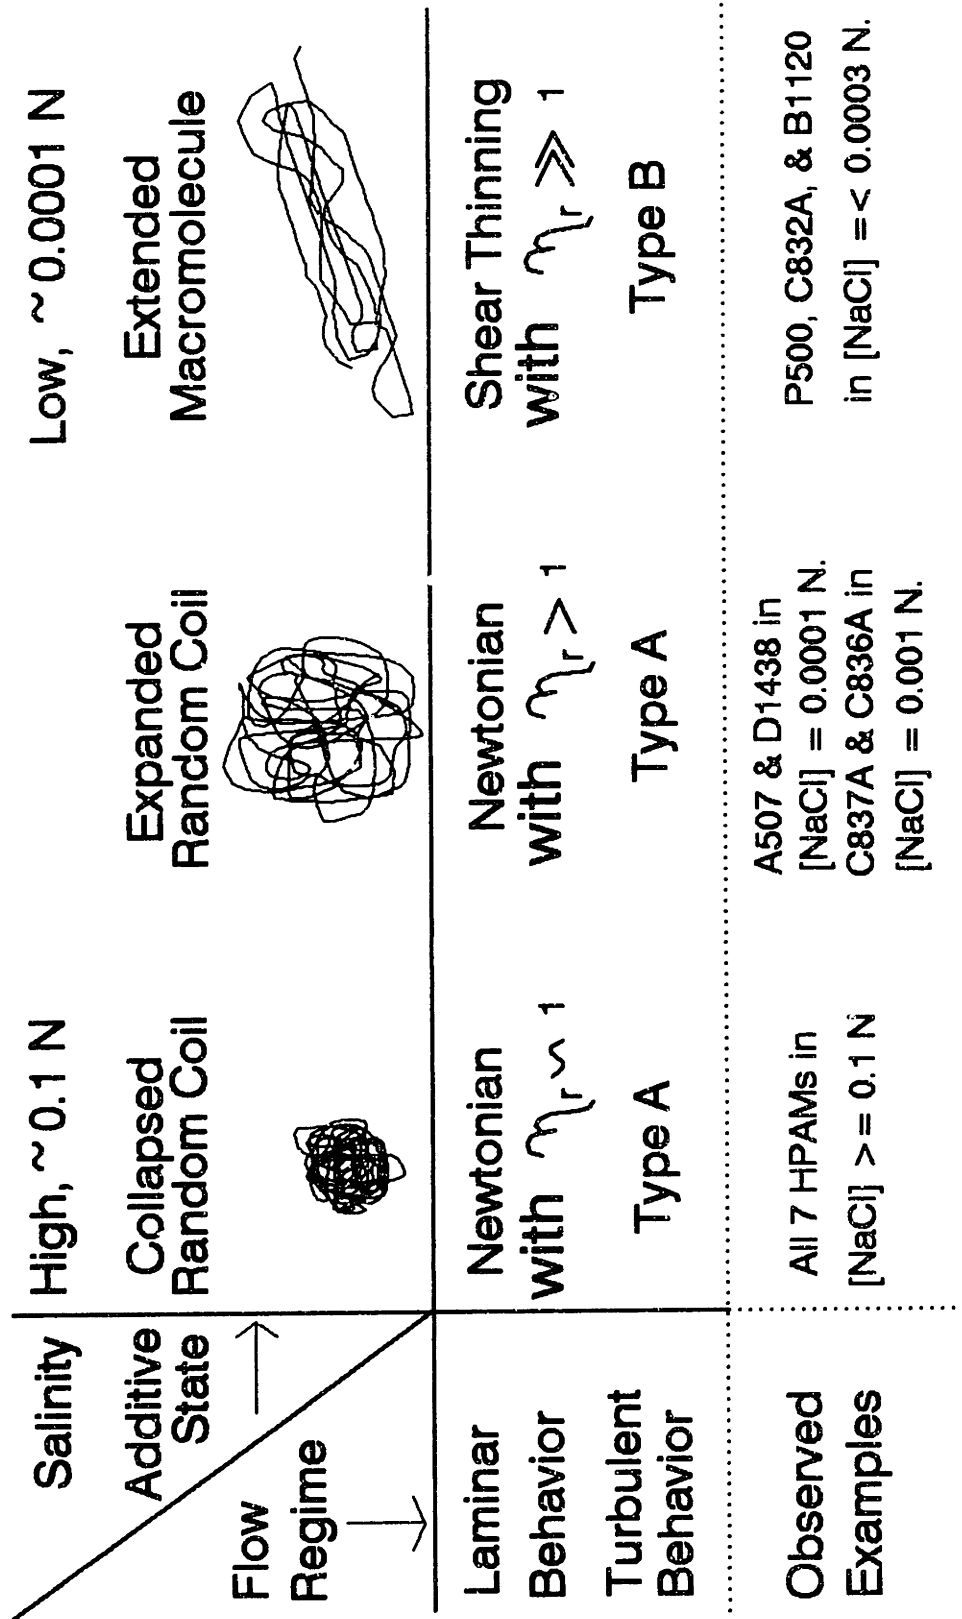 Salinity
High, ~ 0.1 N
Low, ~ 0.0001 N
Additive
State
Collapsed
Random Coil
Expanded
Random Coil
Extended
Macromolecule
Flow
Regime
Laminar
Behavior
Newtonian
with ηr ~ 1
Newtonian
with ηr > 1
Shear Thinning
with ηr >> 1
Turbulent
Behavior
Type A
Type A
Type B
Observed
Examples
All 7 HPAMs in
[NaCl] >= 0.1 N
A507 & D1438 in
[NaCl] = 0.0001 N.
C837A & C836A in
[NaCl] = 0.001 N.
P500, C832A, & B1120
in [NaCl] =< 0.0003 N.